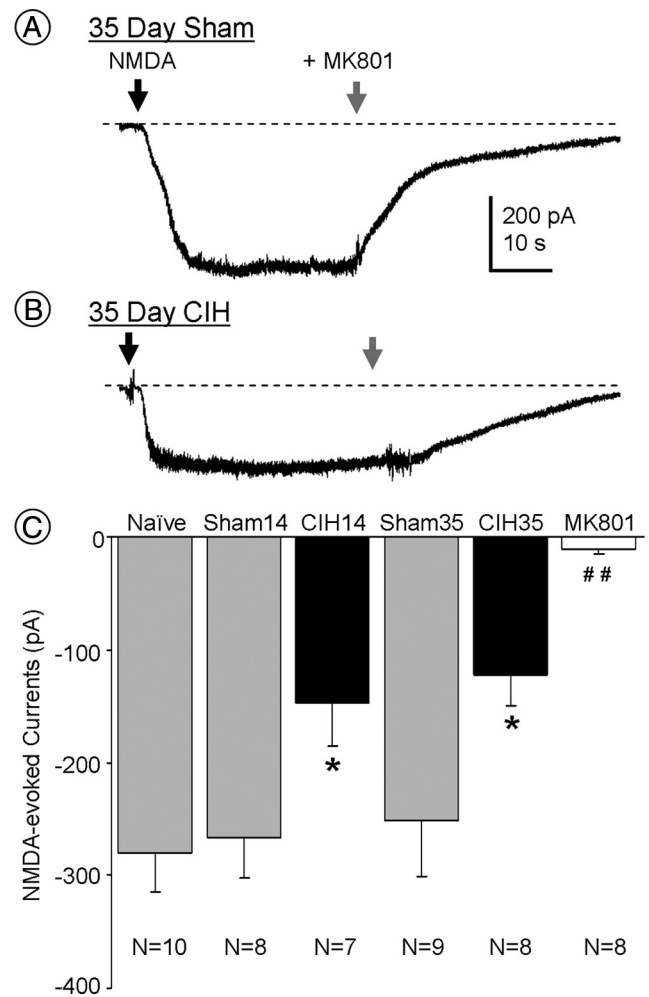 A 35 Day Sham
NMDA + MK801
200 pA
10 s
B 35 Day CIH
C Naïve Sham14 CIH14 Sham35 CIH35 MK801
0
-100
-200
-300
-400
NMDA-evoked Currents (pA)
* * ##
N=10 N=8 N=7 N=9 N=8 N=8